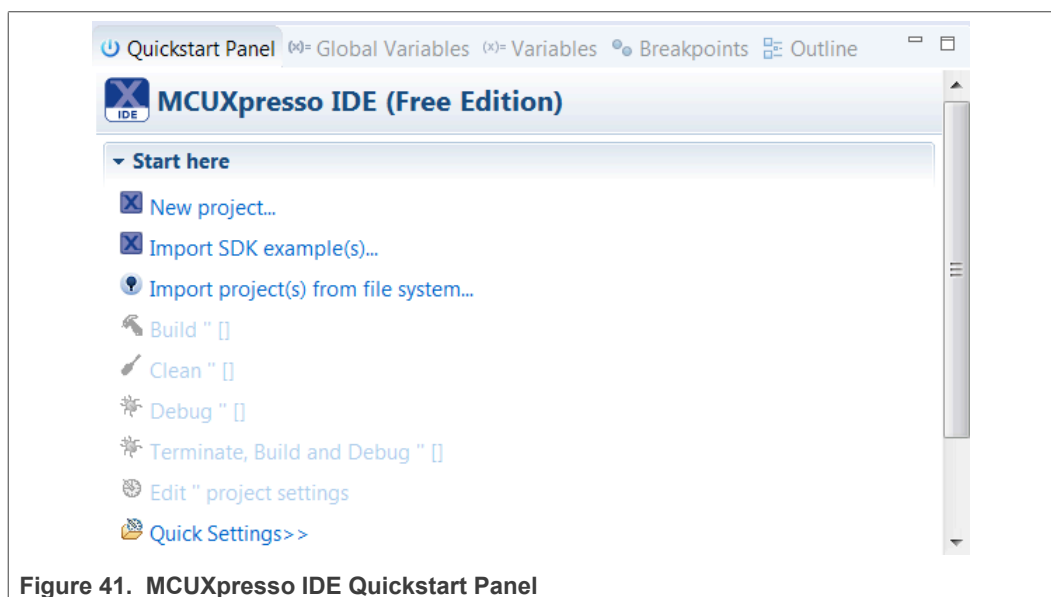 Quickstart Panel (x)= Global Variables (x)= Variables Breakpoints Outline
X IDE MCUXpresso IDE (Free Edition)
Start here
X New project...
X Import SDK example(s)...
Import project(s) from file system...
Build '' []
Clean '' []
Debug '' []
Terminate, Build and Debug '' []
Edit '' project settings
Quick Settings>>
Figure 41. MCUXpresso IDE Quickstart Panel